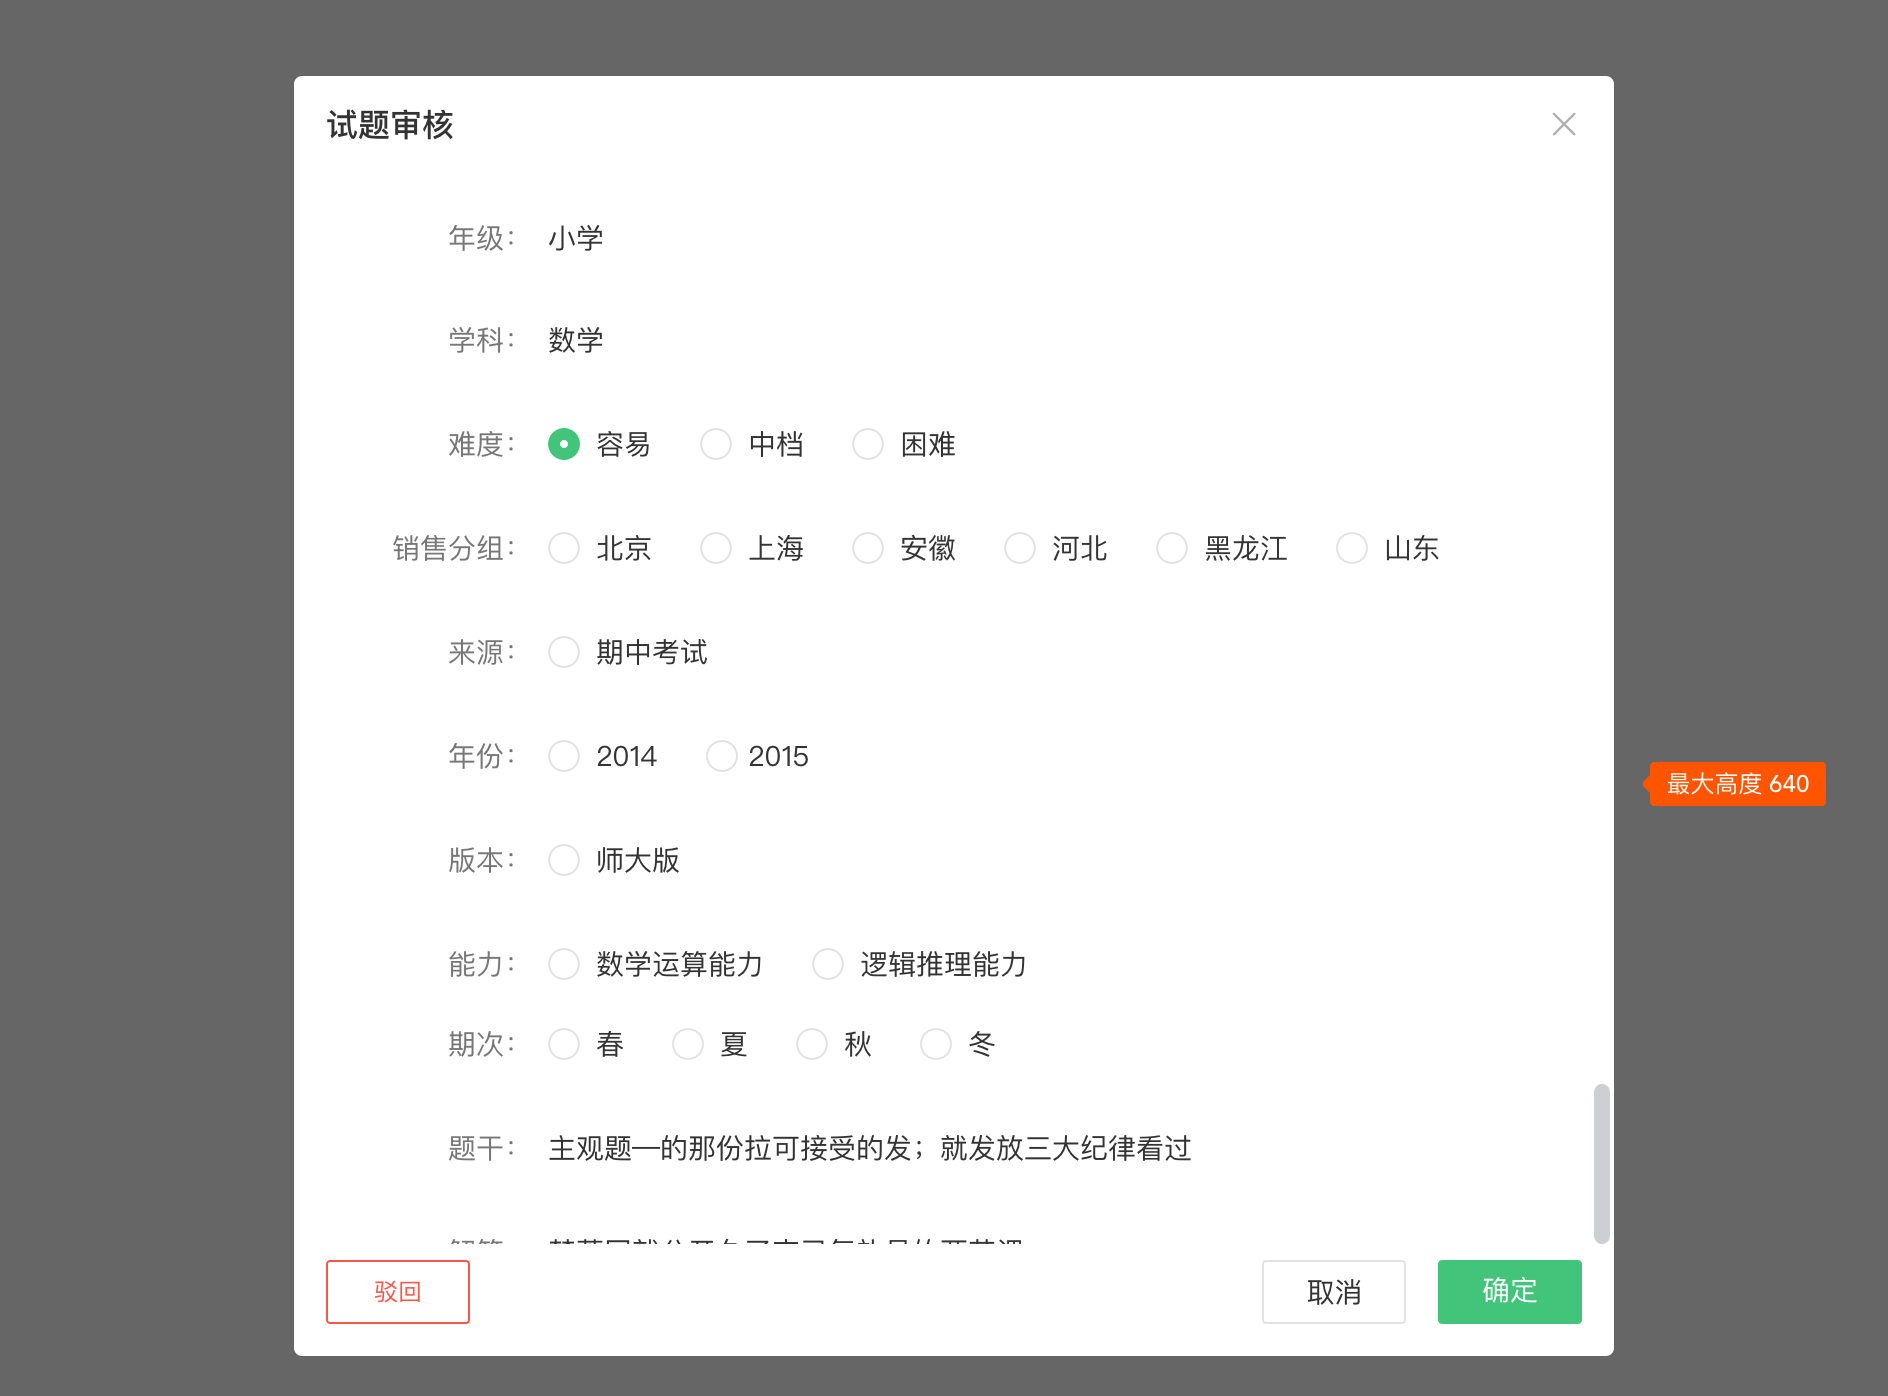 试题审核
年级： 小学
学科： 数学
难度： 容易 中档 困难
销售分组： 北京 上海 安徽 河北 黑龙江 山东
来源： 期中考试
年份： 2014 2015
最大高度 640
版本： 师大版
能力： 数学运算能力 逻辑推理能力
期次： 春 夏 秋 冬
题干： 主观题—的那份拉可接受的发；就发放三大纪律看过
驳回 取消 确定